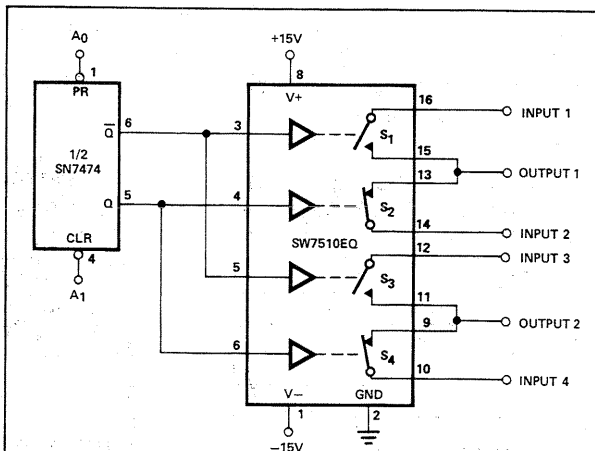 A0
+15V
1
8
PR
V+
16
INPUT 1
6
Q̄
3
S1
15
1/2
SN7474
13
OUTPUT 1
5
Q
4
S2
14
INPUT 2
CLR
SW7510EQ
12
INPUT 3
4
5
S3
A1
11
9
OUTPUT 2
6
S4
10
INPUT 4
V−
GND
1
2
−15V